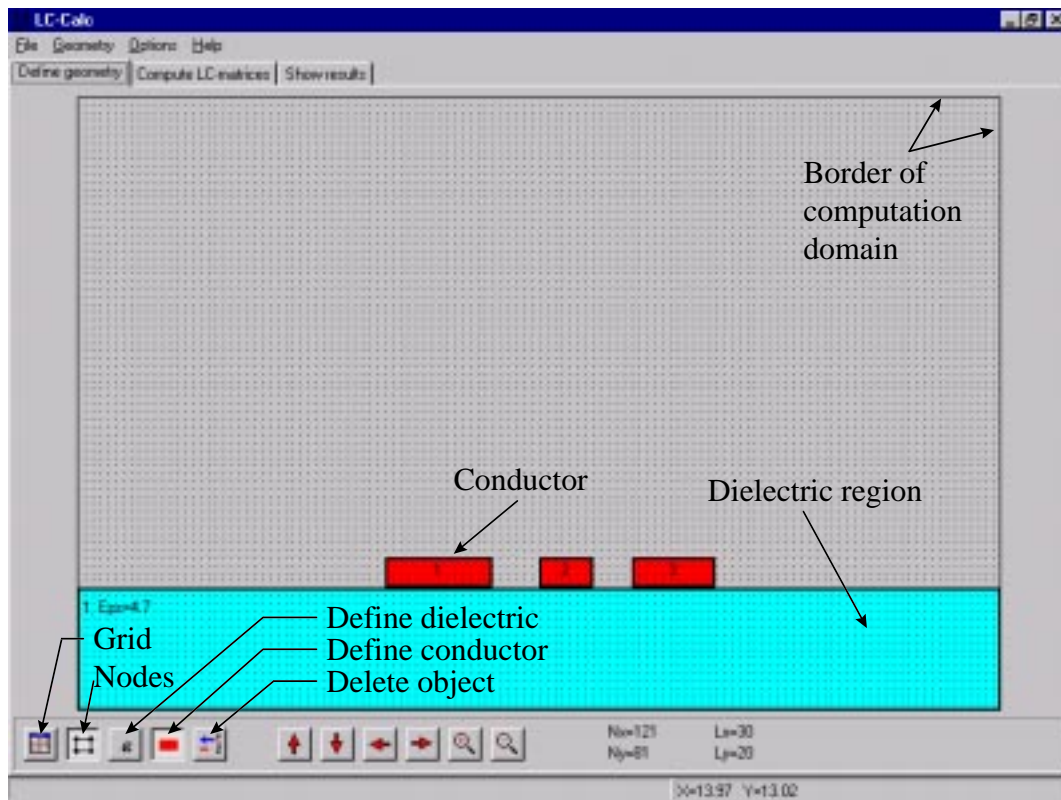 LC-Calc
File Geometry Options Help
Define geometry Compute LC-matrices Show results
Border of
computation
domain
Conductor
Dielectric region
1 2 3
1 Eps=4.7
Grid
Nodes
Define dielectric
Define conductor
Delete object
Nx=121 Lx=30
Ny=81 Ly=20
X=13.97 Y=13.02